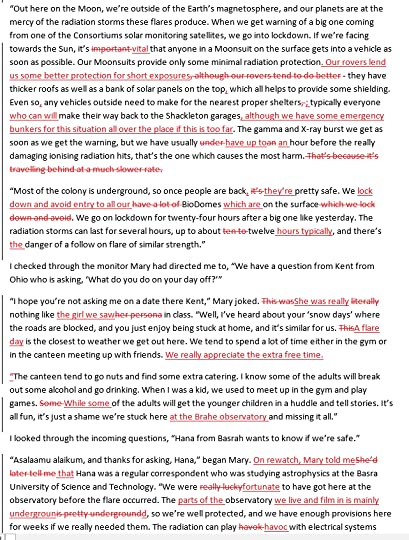 "Out here on the Moon, we're outside of the Earth's magnetosphere, and our planets are at the
mercy of the radiation storms these flares produce. When we get warning of a big one coming
from one of the Consortiums solar monitoring satellites, we go into lockdown. If we're facing
towards the Sun, it's important vital that anyone in a Moonsuit on the surface gets into a vehicle as
soon as possible. Our Moonsuits provide only some minimal radiation protection. Our rovers lend
us some better protection for short exposures, although our rovers tend to do better - they have
thicker roofs as well as a bank of solar panels on the top, which all helps to provide some shielding.
Even so, any vehicles outside need to make for the nearest proper shelters,; typically everyone
who can will make their way back to the Shackleton garages, although we have some emergency
bunkers for this situation all over the place if this is too far. The gamma and X-ray burst we get as
soon as we get the warning, but we have usually under have up toan an hour before the really
damaging ionising radiation hits, that's the one which causes the most harm. That's because it's
travelling behind at a much slower rate.
"Most of the colony is underground, so once people are back, it's they're pretty safe. We lock
down and avoid entry to all our have a lot of BioDomes which are on the surface which we lock
down and avoid. We go on lockdown for twenty-four hours after a big one like yesterday. The
radiation storms can last for several hours, up to about ten to twelve hours typically, and there's
the danger of a follow on flare of similar strength."
I checked through the monitor Mary had directed me to, "We have a question from Kent from
Ohio who is asking, 'What do you do on your day off?'"
"I hope you're not asking me on a date there Kent," Mary joked. This was She was really literally
nothing like the girl we saw her persona in class. "Well, I've heard about your 'snow days' where
the roads are blocked, and you just enjoy being stuck at home, and it's similar for us. This A flare
day is the closest to weather we get out here. We tend to spend a lot of time either in the gym or
in the canteen meeting up with friends. We really appreciate the extra free time.
"The canteen tend to go nuts and find some extra catering. I know some of the adults will break
out some alcohol and go drinking. When I was a kid, we used to meet up in the gym and play
games. Some While some of the adults will get the younger children in a huddle and tell stories. It's
all fun, it's just a shame we're stuck here at the Brahe observatory and missing it all."
I looked through the incoming questions, "Hana from Basrah wants to know if we're safe."
"Asalaamu alaikum, and thanks for asking, Hana," began Mary. On rewatch, Mary told me She'd
later tell me that Hana was a regular correspondent who was studying astrophysics at the Basra
University of Science and Technology. "We were really lucky fortunate to have got here at the
observatory before the flare occurred. The parts of the observatory we live and film in is mainly
undergroun is pretty underground d, so we're well protected, and we have enough provisions here
for weeks if we really needed them. The radiation can play havok havoc with electrical systems